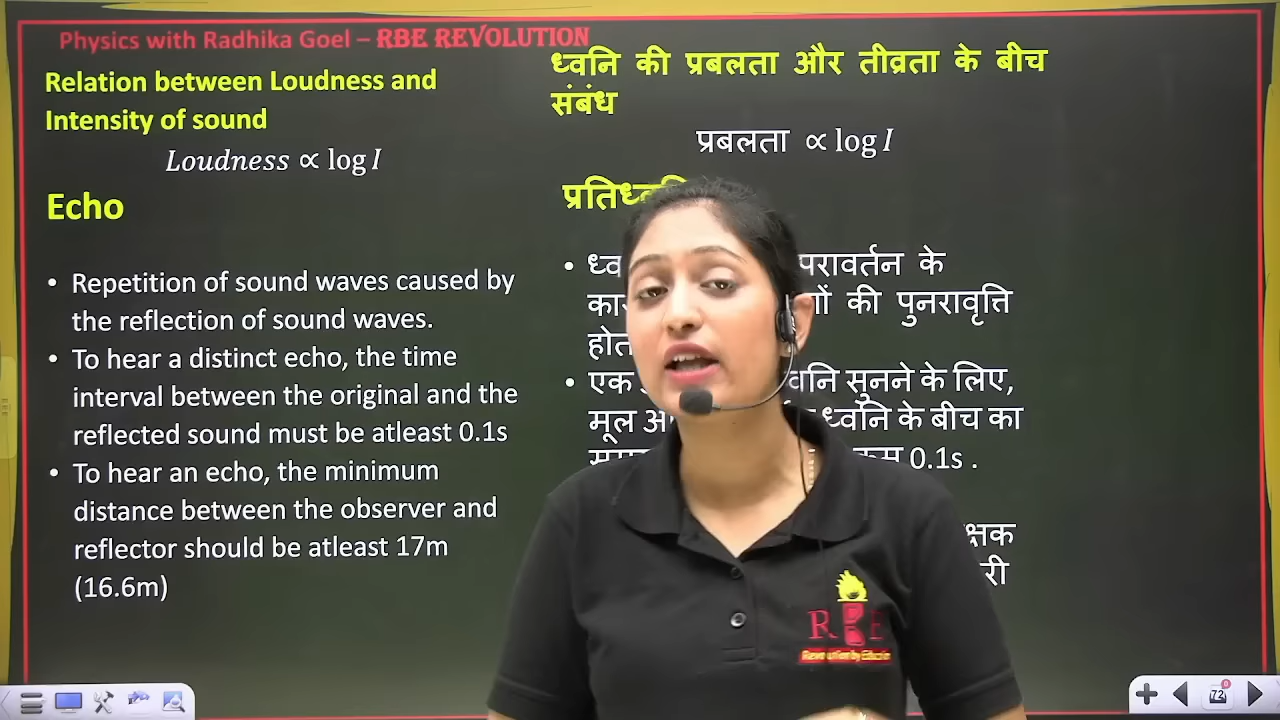 Physics with Radhika Goel – RBE REVOLUTION
Relation between Loudness and
Intensity of sound
Loudness ∝ log I
Echo
• Repetition of sound waves caused by
the reflection of sound waves.
• To hear a distinct echo, the time
interval between the original and the
reflected sound must be atleast 0.1s
• To hear an echo, the minimum
distance between the observer and
reflector should be atleast 17m
(16.6m)
ध्वनि की प्रबलता और तीव्रता के बीच
संबंध
प्रबलता ∝ log I
• परावर्तन के
की पुनरावृत्ति
• एक सुनने के लिए,
मूल ध्वनि के बीच का
0.1s .
RBE
Revolution by Education
72